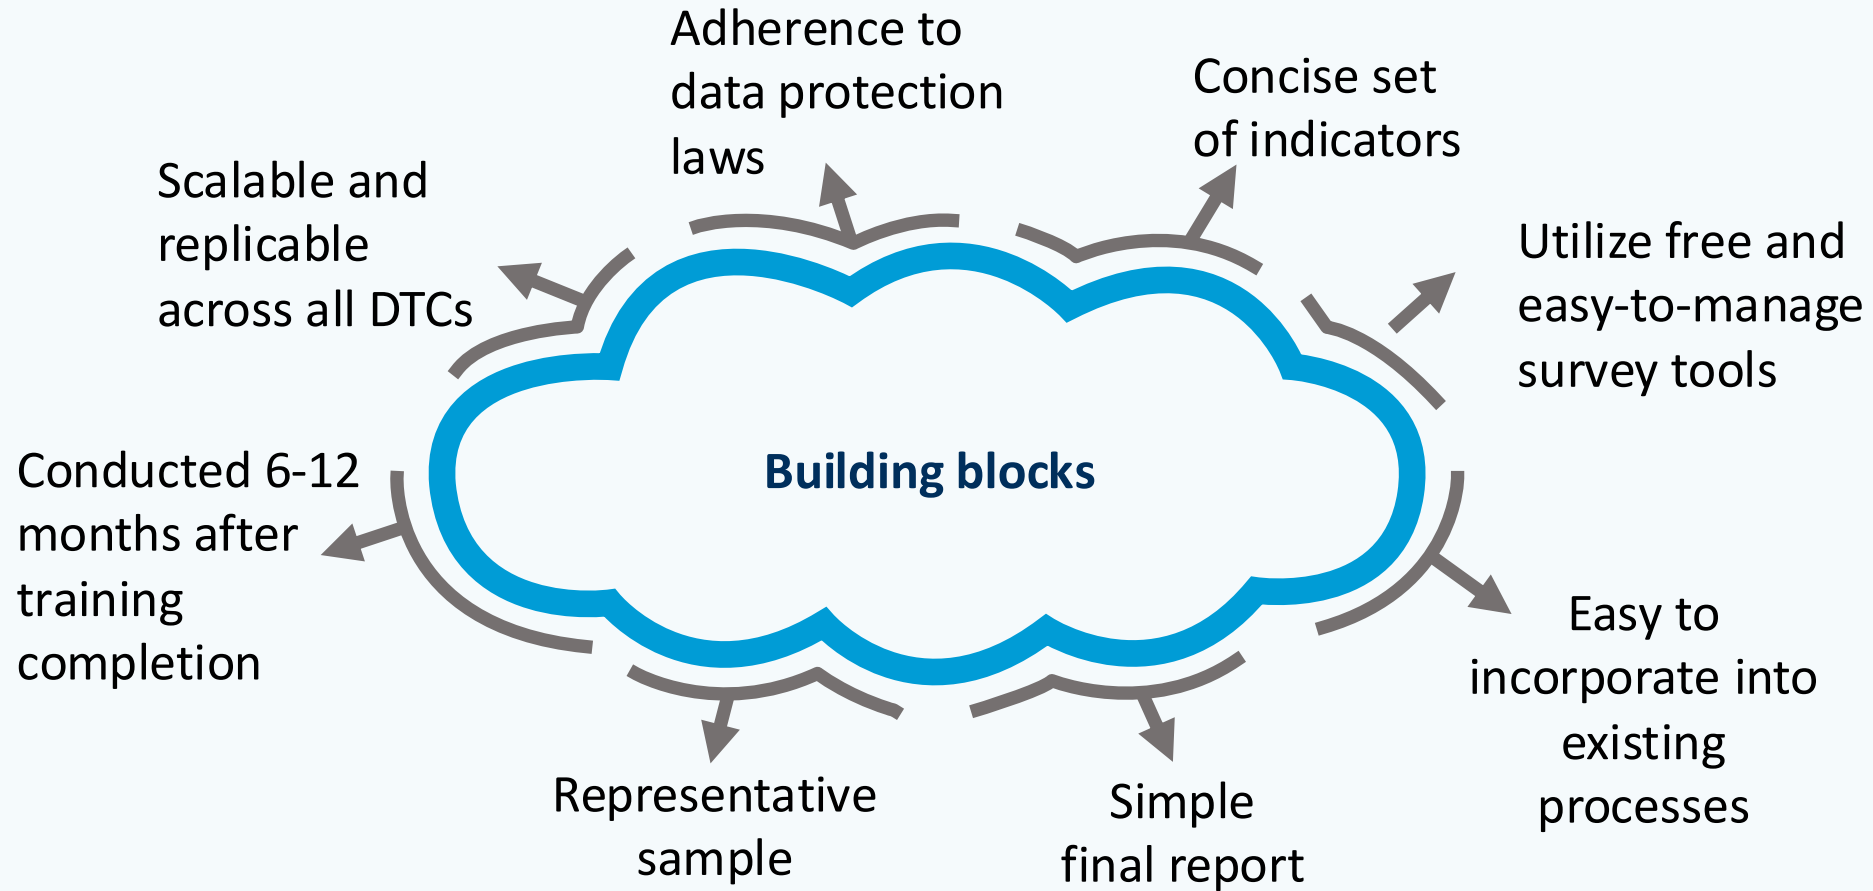 Adherence to
data protection
laws
Concise set
of indicators
Scalable and
replicable
across all DTCs
Utilize free and
easy-to-manage
survey tools
Building blocks
Conducted 6-12
months after
training
completion
Easy to
incorporate into
existing
processes
Representative
sample
Simple
final report